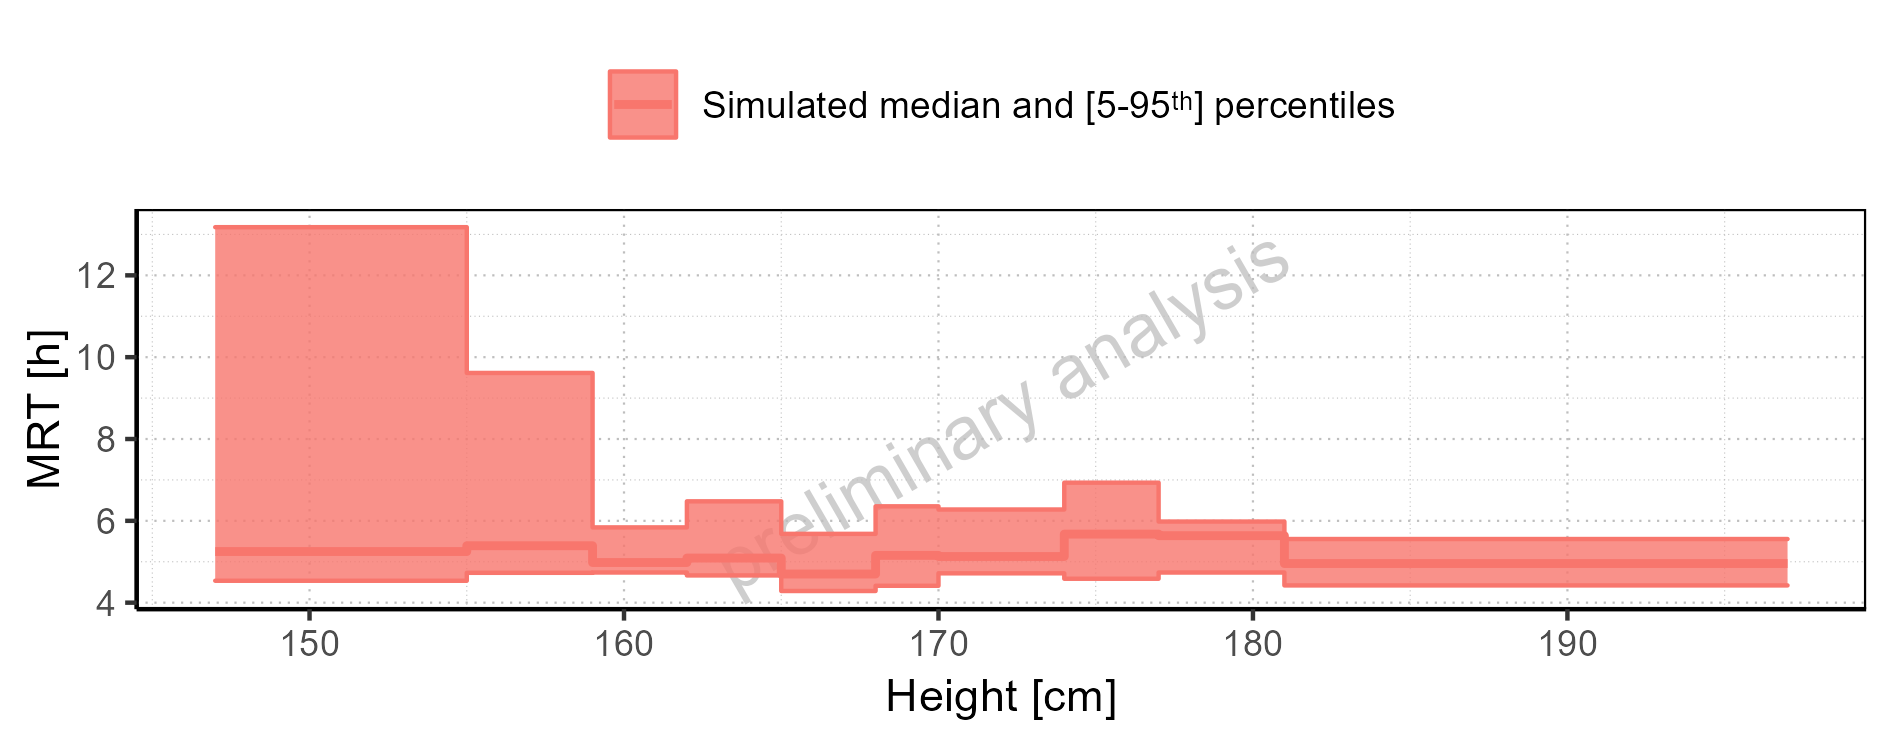 Simulated median and [5-95th] percentiles
MRT [h]
12
10
8
6
4
preliminary analysis
150 160 170 180 190
Height [cm]